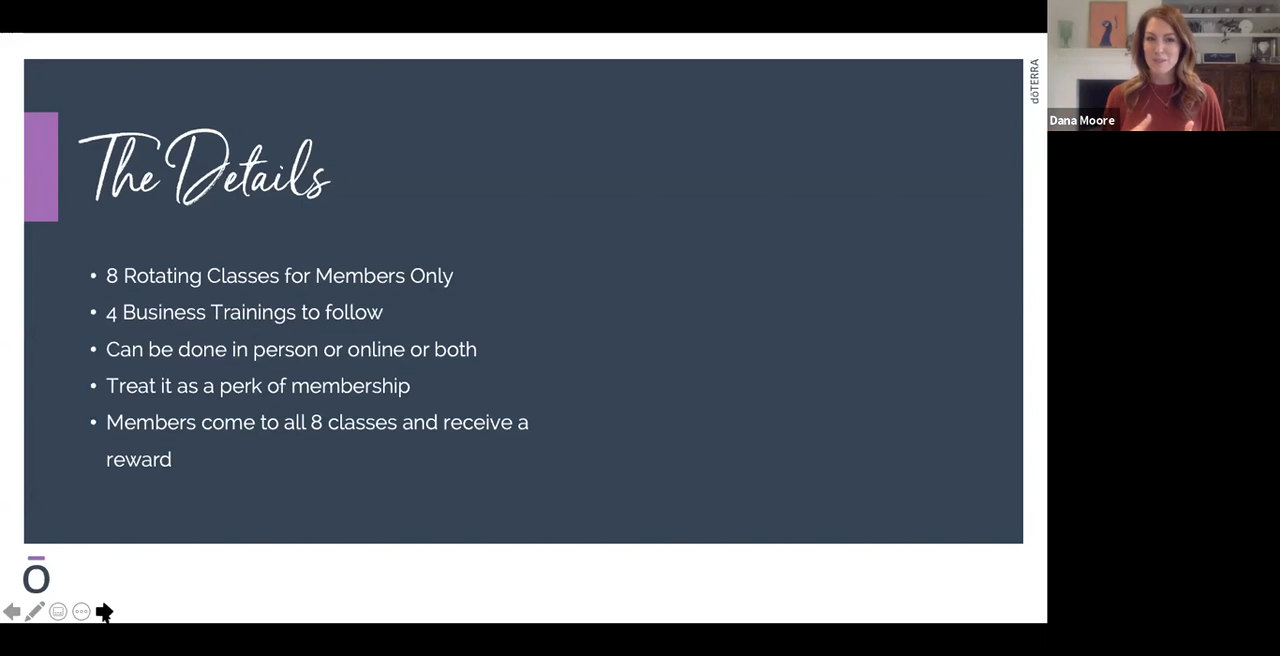 dōTERRA
Dana Moore
The Details
• 8 Rotating Classes for Members Only
• 4 Business Trainings to follow
• Can be done in person or online or both
• Treat it as a perk of membership
• Members come to all 8 classes and receive a
reward
ō